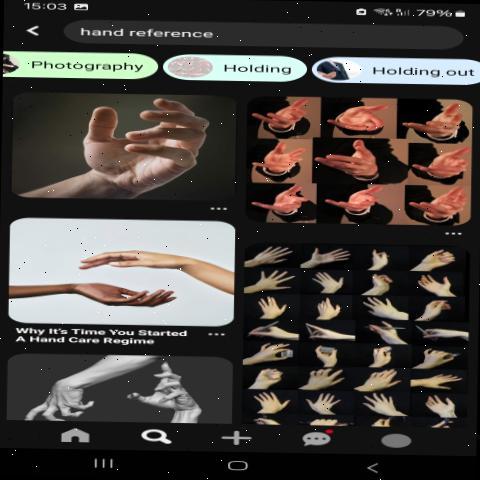 15:03
79%
hand reference
Photography
Holding
Holding out
Why It's Time You Started
A Hand Care Regime